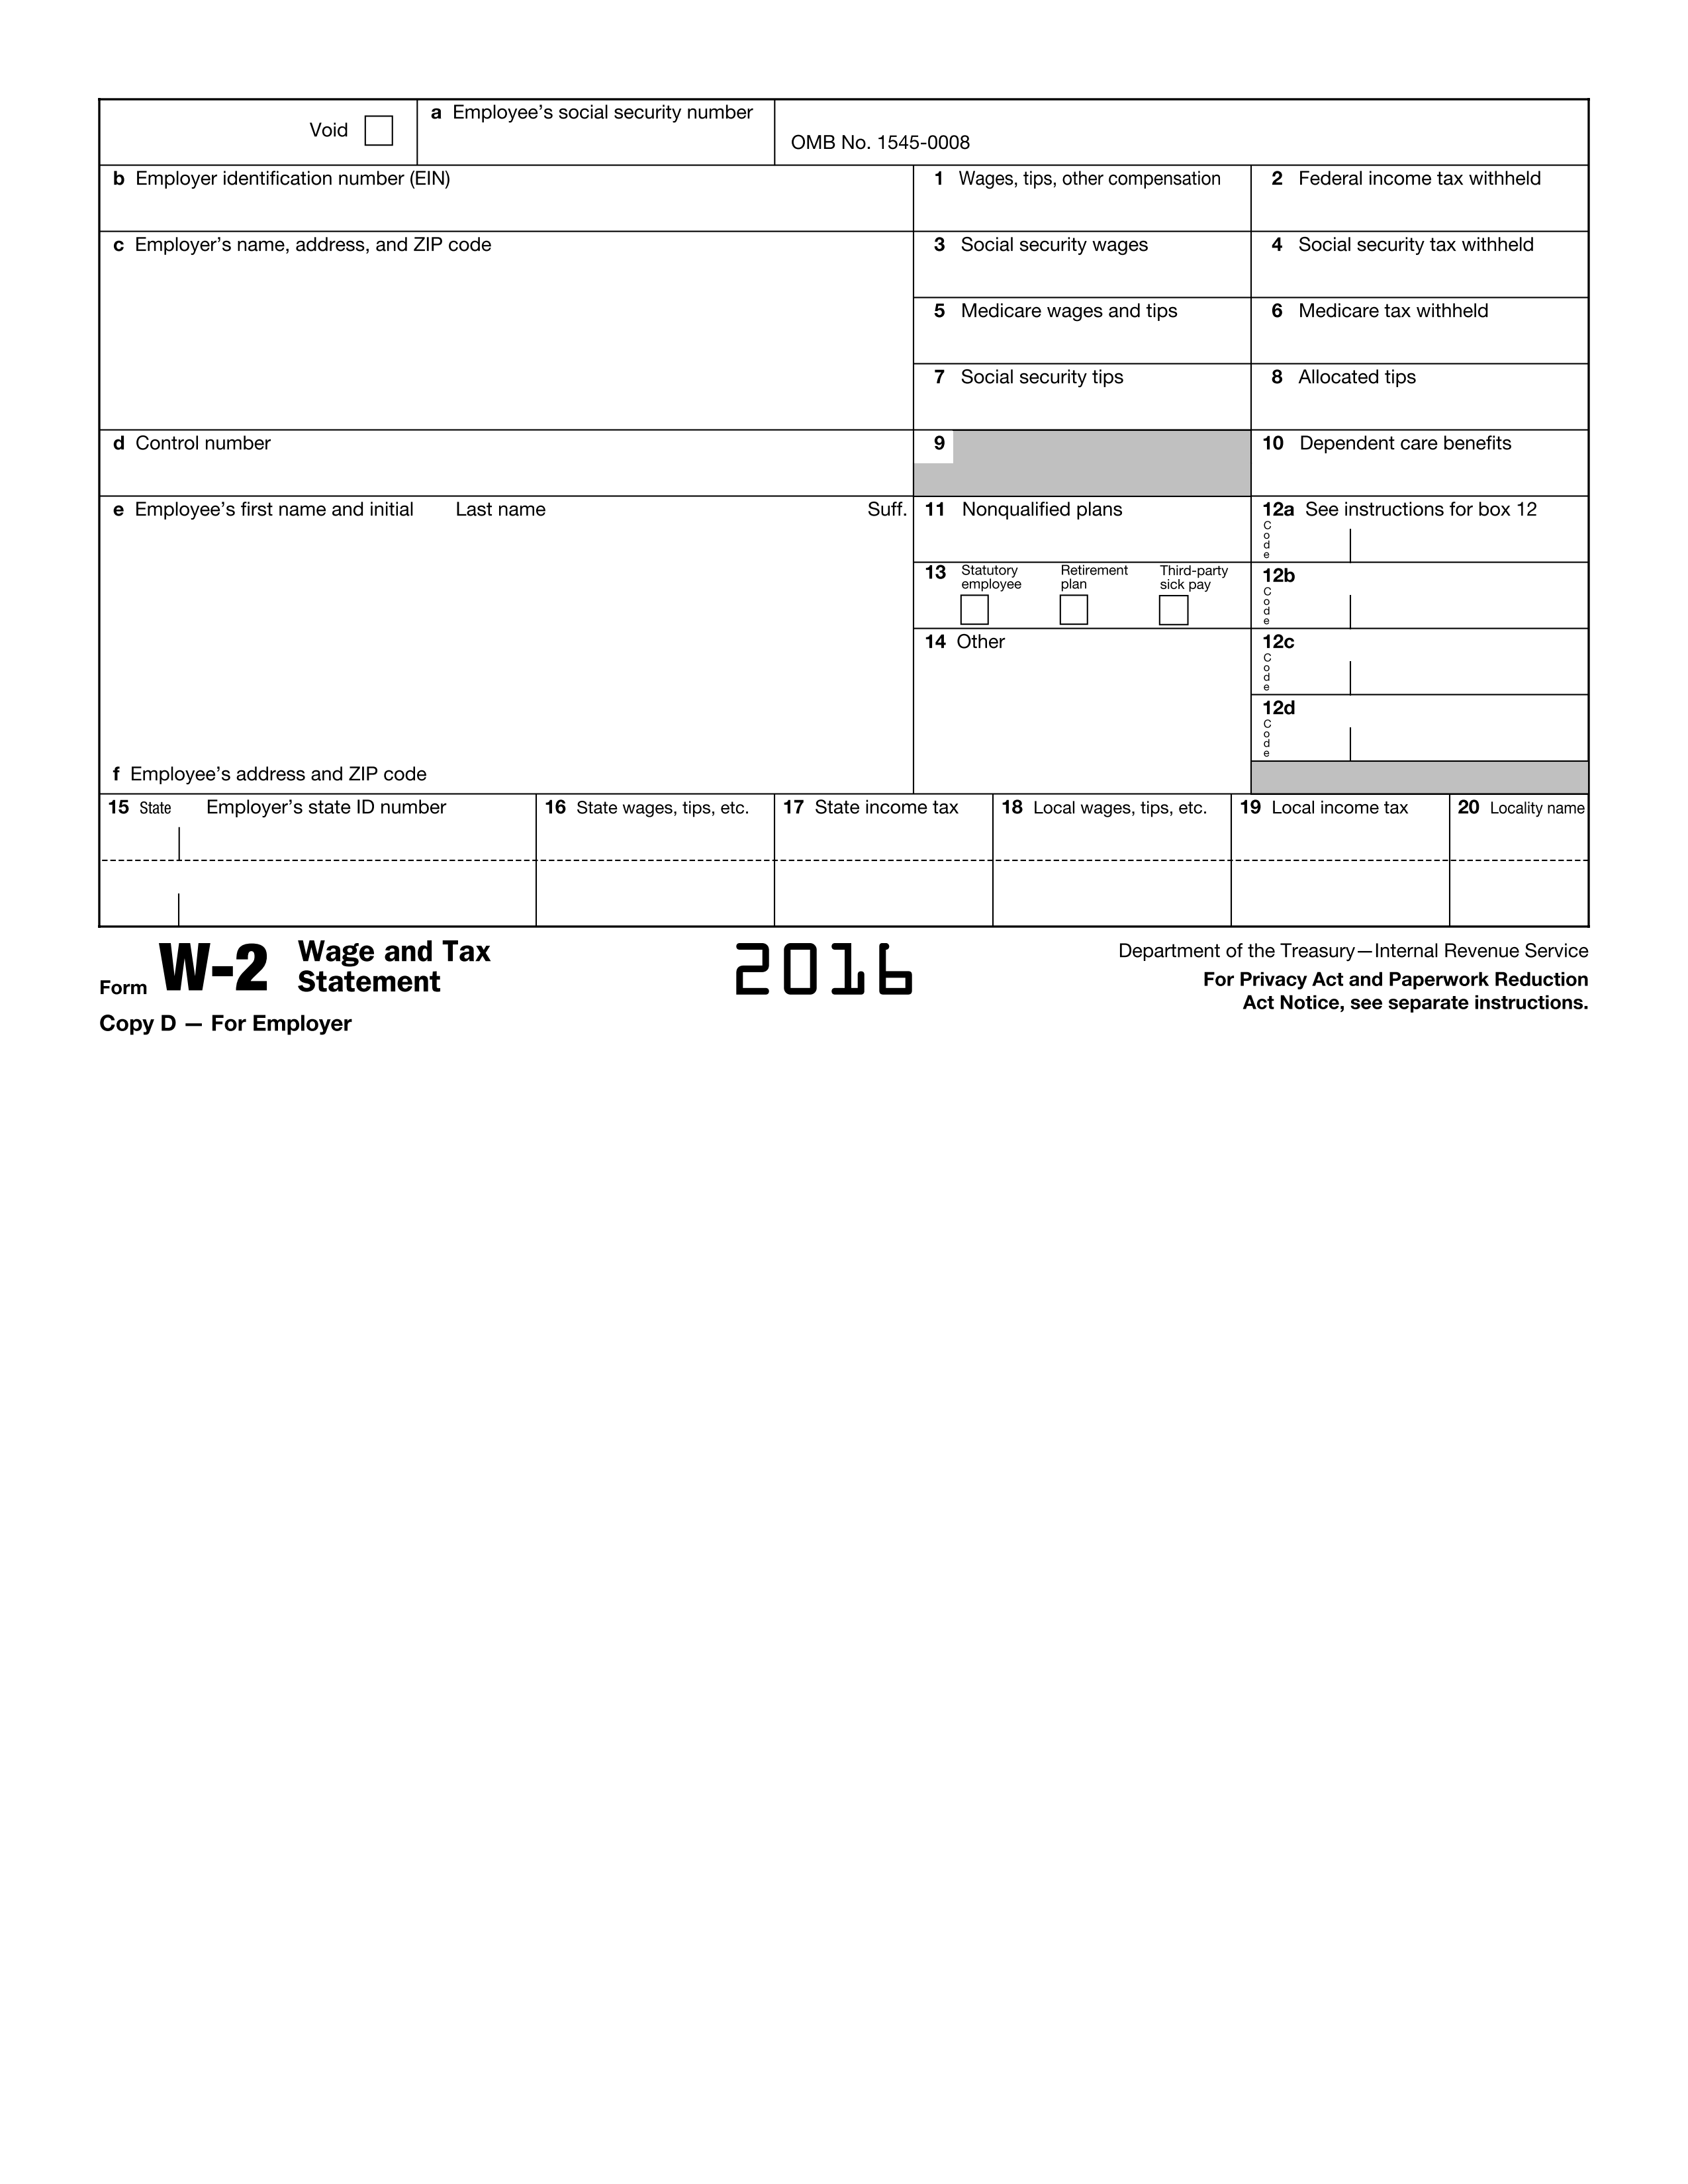 Void
a Employee's social security number
OMB No. 1545-0008
b Employer identification number (EIN)
1 Wages, tips, other compensation
2 Federal income tax withheld
c Employer's name, address, and ZIP code
3 Social security wages
4 Social security tax withheld
5 Medicare wages and tips
6 Medicare tax withheld
7 Social security tips
8 Allocated tips
d Control number
9
10 Dependent care benefits
e Employee's first name and initial Last name Suff.
11 Nonqualified plans
12a See instructions for box 12
Code
13 Statutory employee Retirement plan Third-party sick pay
12b
Code
14 Other
12c
Code
12d
Code
f Employee's address and ZIP code
15 State Employer's state ID number
16 State wages, tips, etc.
17 State income tax
18 Local wages, tips, etc.
19 Local income tax
20 Locality name
Form W-2 Wage and Tax Statement
2016
Department of the Treasury—Internal Revenue Service
For Privacy Act and Paperwork Reduction
Act Notice, see separate instructions.
Copy D — For Employer